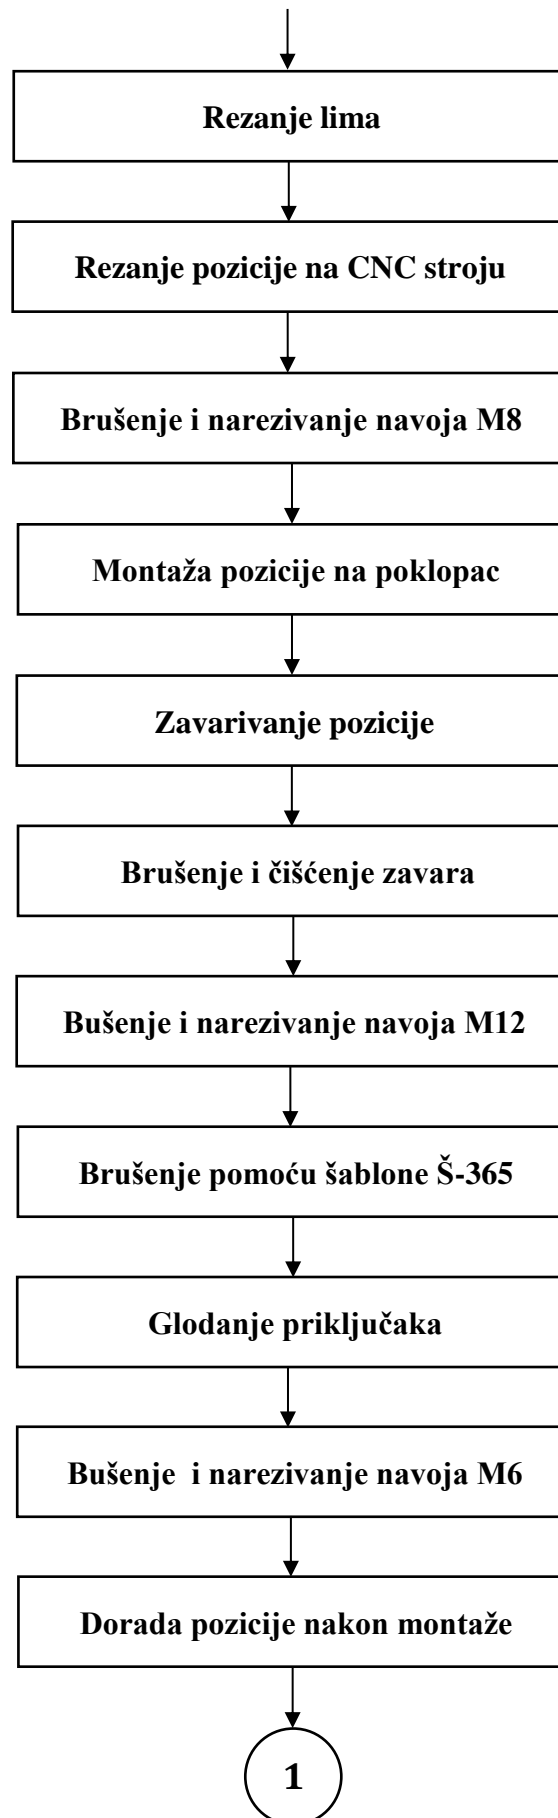 Rezanje lima
Rezanje pozicije na CNC stroju
Brušenje i narezivanje navoja M8
Montaža pozicije na poklopac
Zavarivanje pozicije
Brušenje i čišćenje zavara
Bušenje i narezivanje navoja M12
Brušenje pomoću šablone Š-365
Glodanje priključaka
Bušenje  i narezivanje navoja M6
Dorada pozicije nakon montaže
1